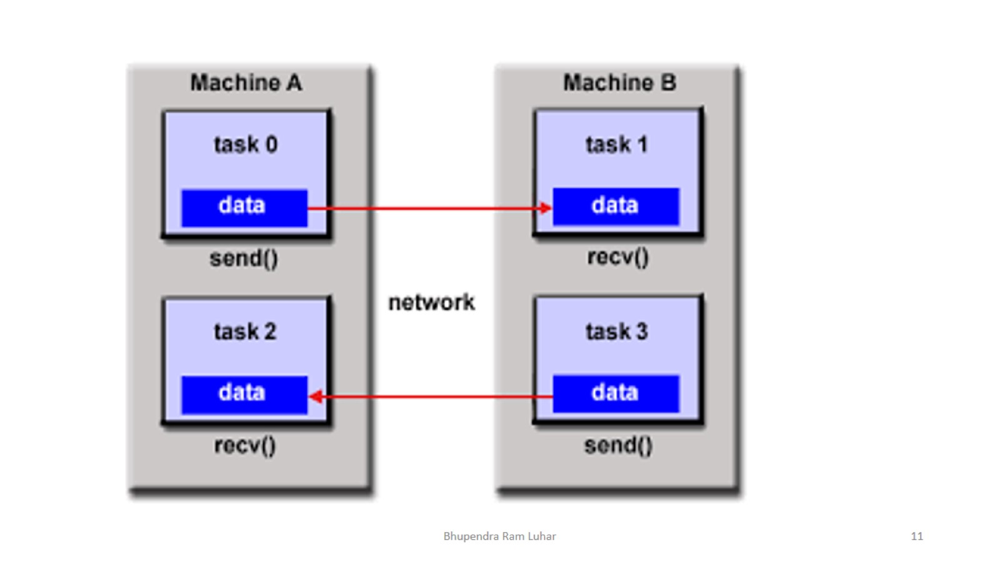 Machine A
task 0
data
send()
task 2
data
recv()
network
Machine B
task 1
data
recv()
task 3
data
send()
Bhupendra Ram Luhar
11